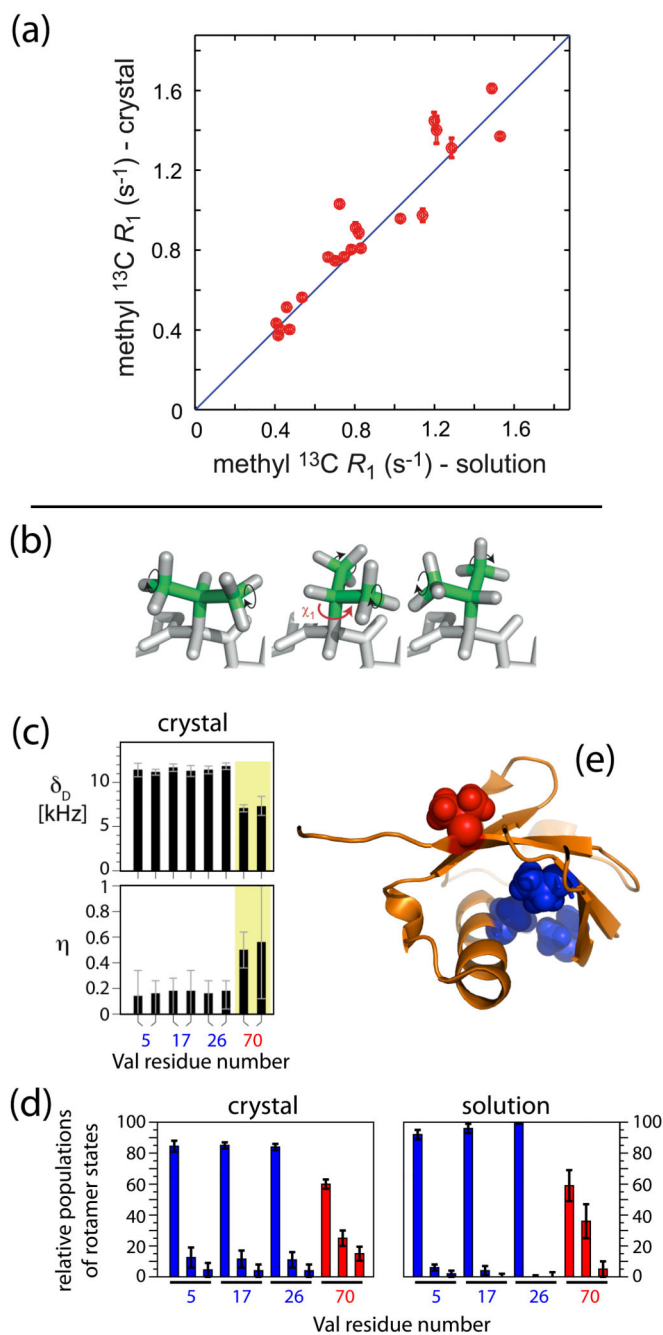 (a)
methyl ¹³C R₁ (s⁻¹) - crystal
1.6
1.2
0.8
0.4
0
0 0.4 0.8 1.2 1.6
methyl ¹³C R₁ (s⁻¹) - solution
(b)
χ₁
(c)
crystal
δ_D
[kHz]
10
5
0
η
1
0.8
0.6
0.4
0.2
0
5 17 26 70
Val residue number
(e)
(d)
crystal solution
relative populations
of rotamer states
100 100
80 80
60 60
40 40
20 20
0 0
5 17 26 70 5 17 26 70
Val residue number